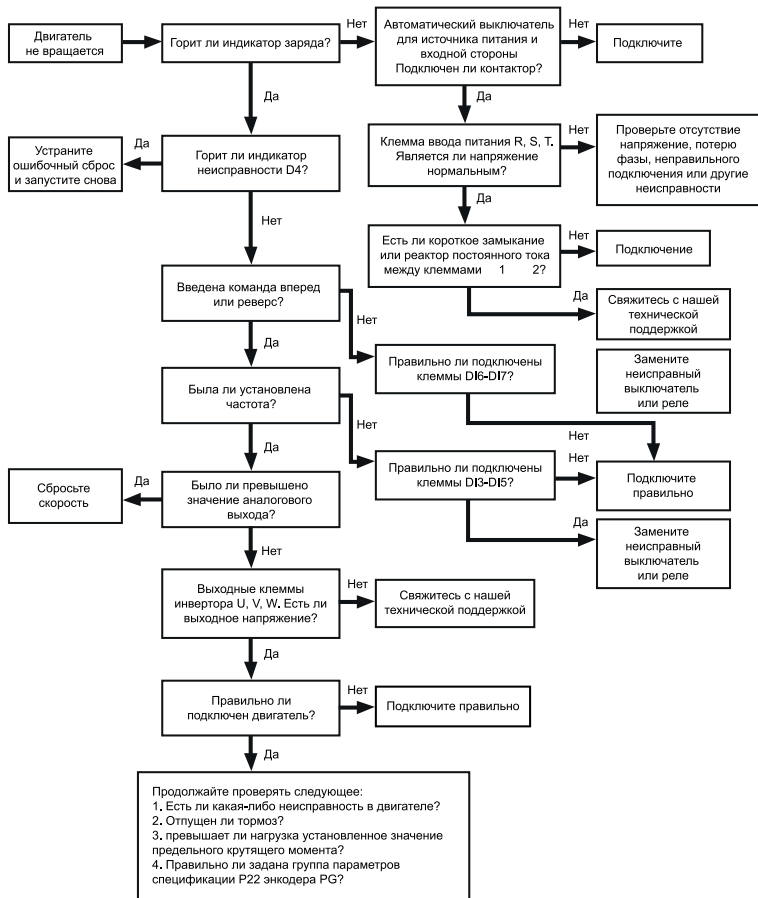 Двигатель
не вращается
Горит ли индикатор заряда?
Нет
Автоматический выключатель
для источника питания и
входной стороны
Подключен ли контактор?
Нет
Подключите
Да
Да
Устраните
ошибочный сброс
и запустите снова
Да
Горит ли индикатор
неисправности D4?
Клемма ввода питания R, S, T.
Является ли напряжение
нормальным?
Нет
Проверьте отсутствие
напряжение, потерю
фазы, неправильного
подключения или другие
неисправности
Нет
Да
Есть ли короткое замыкание
или реактор постоянного тока
между клеммами 1 2?
Нет
Подключение
Введена команда вперед
или реверс?
Да
Свяжитесь с нашей
технической
поддержкой
Нет
Да
Правильно ли подключены
клеммы DI6-DI7?
Замените
неисправный
выключатель
или реле
Была ли установлена
частота?
Нет
Нет
Да
Правильно ли подключены
клеммы DI3-DI5?
Нет
Подключите
правильно
Сбросьте
скорость
Да
Было ли превышено
значение аналогового
выхода?
Да
Замените
неисправный
выключатель
или реле
Нет
Выходные клеммы
инвертора U, V, W. Есть ли
выходное напряжение?
Нет
Свяжитесь с нашей
технической поддержкой
Да
Правильно ли
подключен двигатель?
Нет
Подключите правильно
Да
Продолжайте проверять следующее:
1. Есть ли какая-либо неисправность в двигателе?
2. Отпущен ли тормоз?
3. превышает ли нагрузка установленное значение
предельного крутящего момента?
4. Правильно ли задана группа параметров
спецификации P22 энкодера PG?